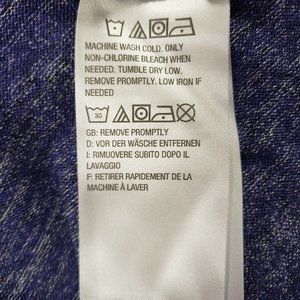 MACHINE WASH COLD. ONLY
NON-CHLORINE BLEACH WHEN
NEEDED. TUMBLE DRY LOW.
REMOVE PROMPTLY. LOW IRON IF
NEEDED
30
GB: REMOVE PROMPTLY
D: VOR DER WÄSCHE ENTFERNEN
I: RIMUOVERE SUBITO DOPO IL
LAVAGGIO
F: RETIRER RAPIDEMENT DE LA
MACHINE À LAVER